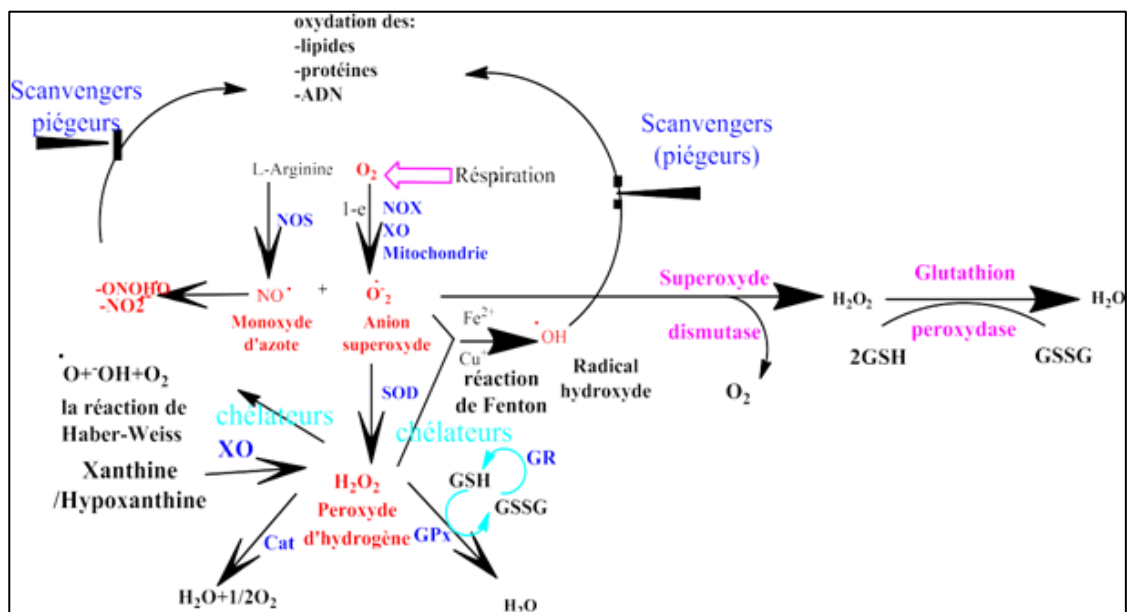 oxydation des:
-lipides
-protéines
-ADN
Scanvengers
piégeurs
Scanvengers
(piégeurs)
L-Arginine
O₂
Réspiration
NOS
1-e
NOX
XO
Mitochondrie
-NO2
NO˙
+
Ȯ⁻₂
Monoxyde
d'azote
Anion
superoxyde
Fe²⁺
Cu⁺
˙OH
réaction
de Fenton
Radical
hydroxyde
Superoxyde
dismutase
O₂
H₂O₂
Glutathion
peroxydase
2GSH
GSSG
H₂O
˙O+⁻OH+O₂
la réaction de
Haber-Weiss
chélateurs
SOD
chélateurs
XO
Xanthine
/Hypoxanthine
H₂O₂
Peroxyde
d'hydrogène
GSH
GR
GSSG
GPx
Cat
H₂O+1/2O₂
H₂O